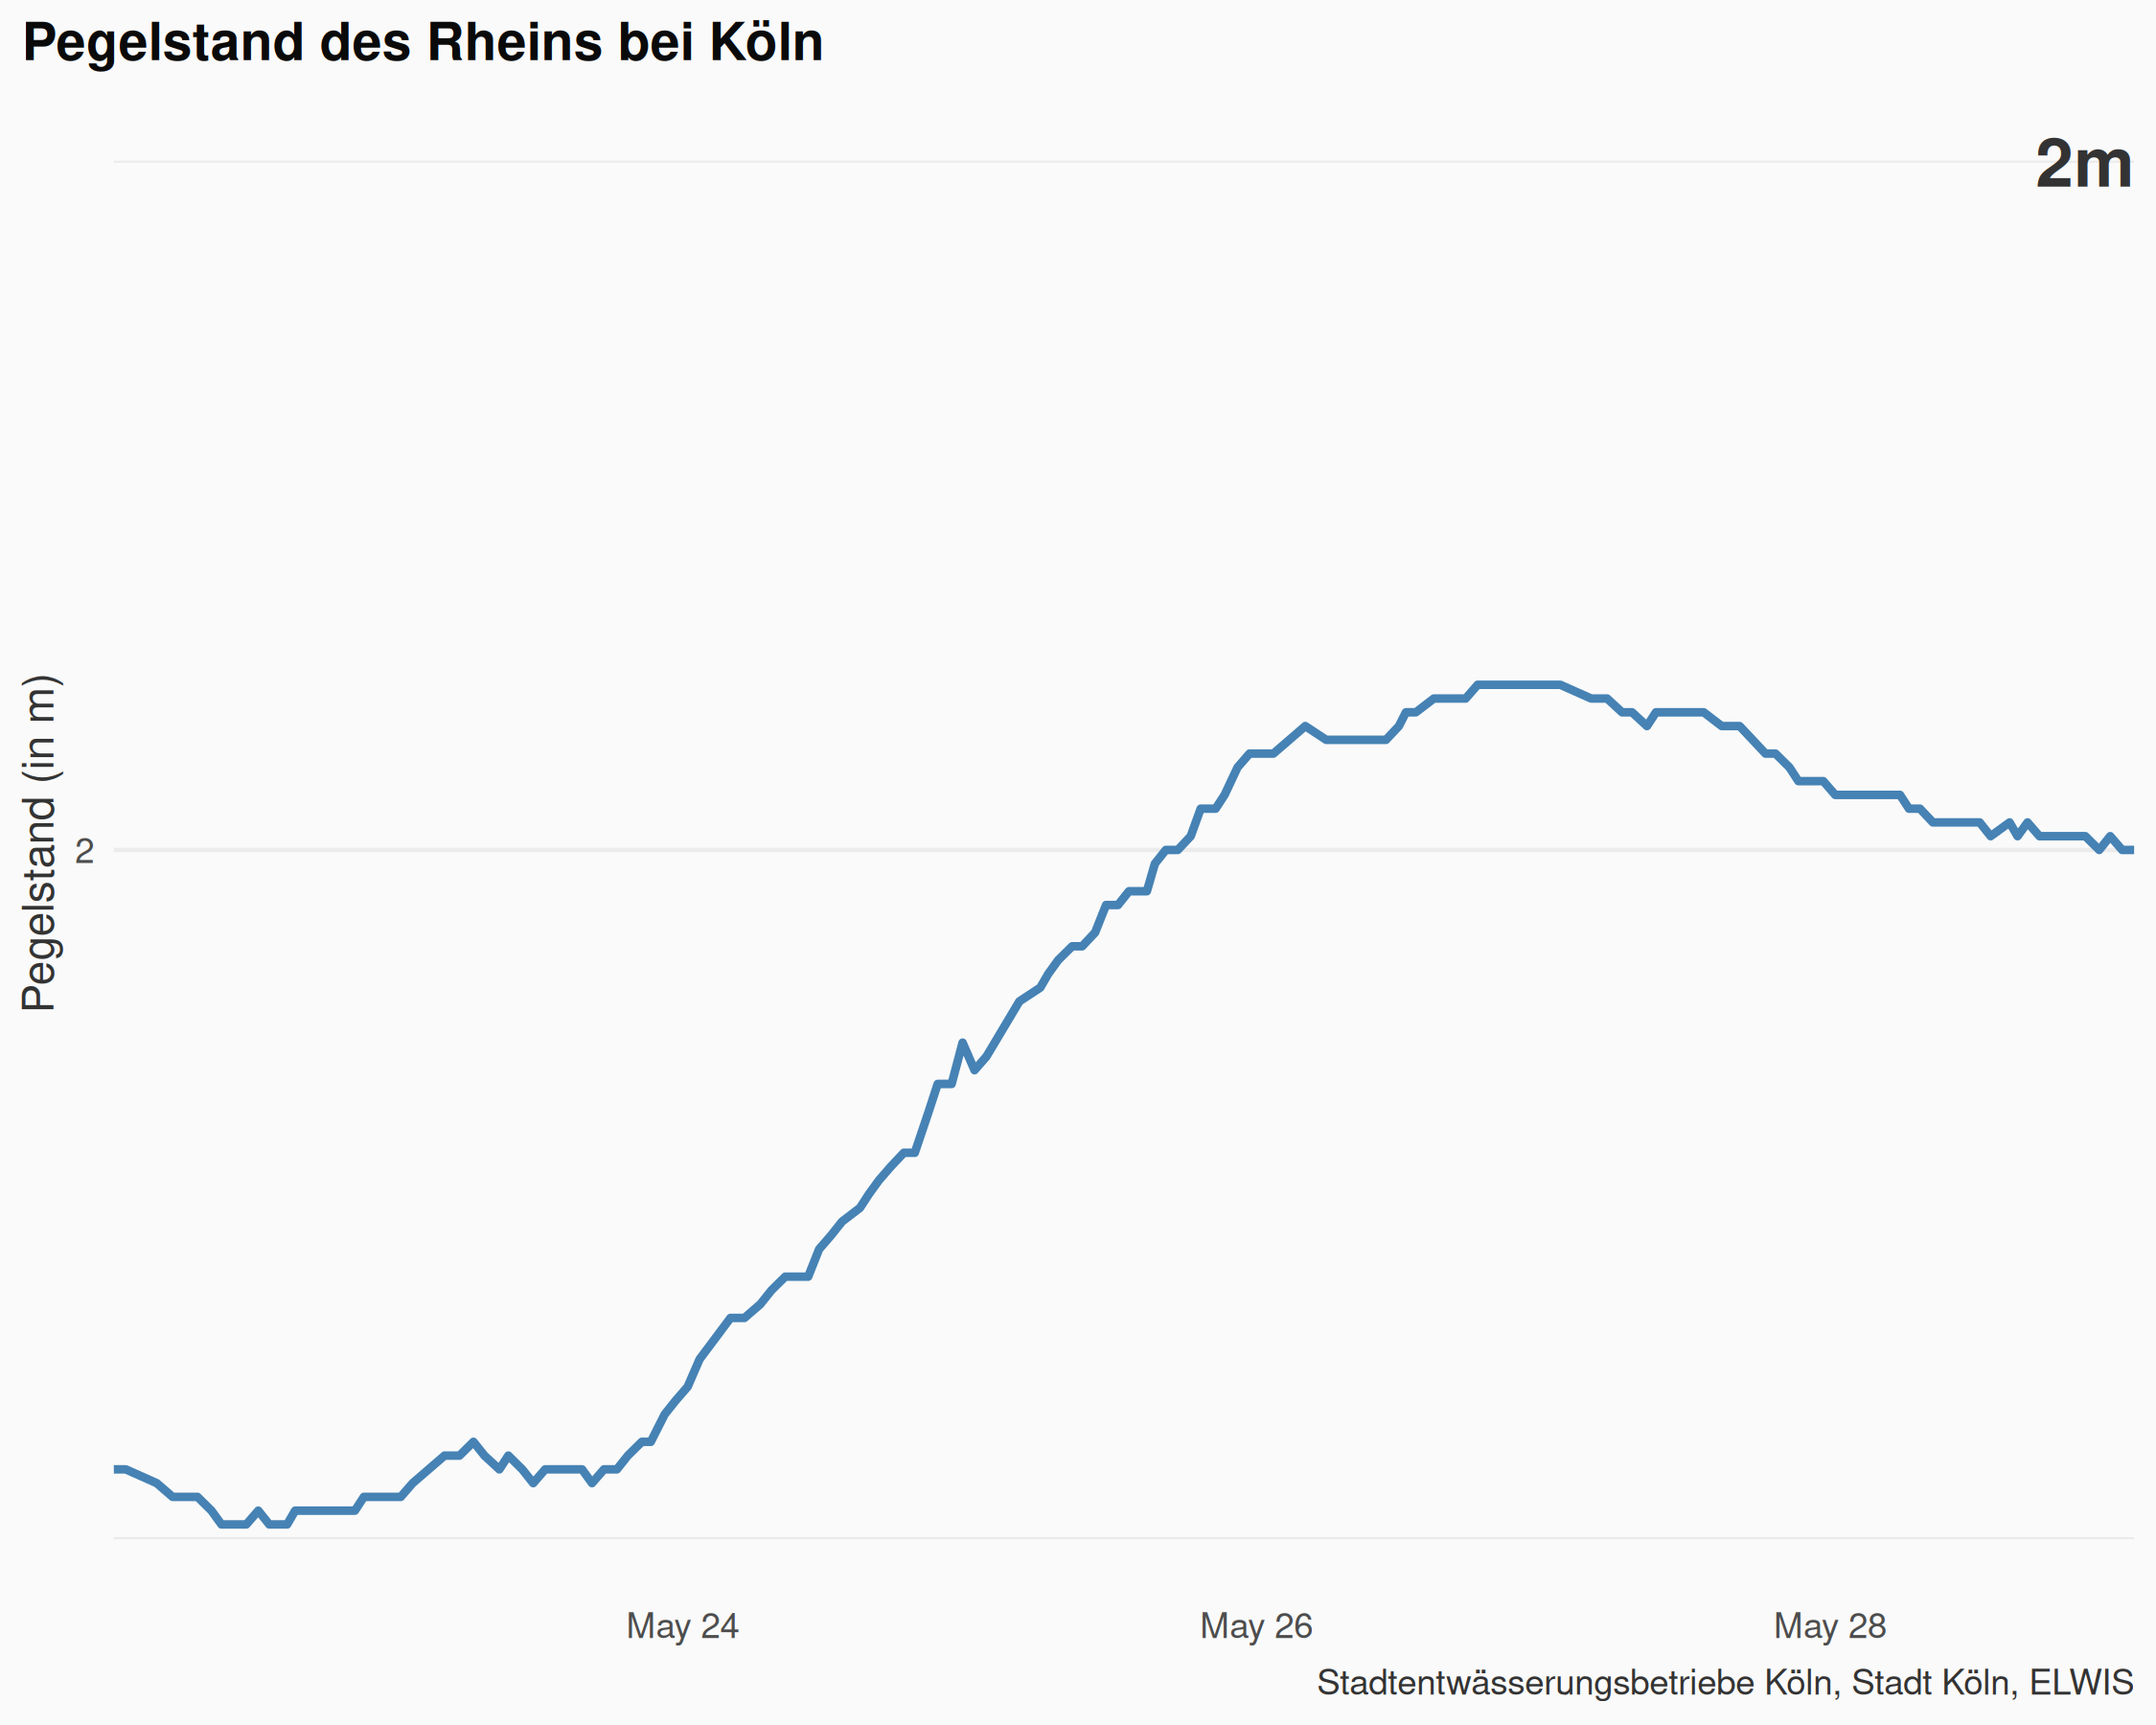 Pegelstand des Rheins bei Köln
2m
Pegelstand (in m)
2
May 24
May 26
May 28
Stadtentwässerungsbetriebe Köln, Stadt Köln, ELWIS